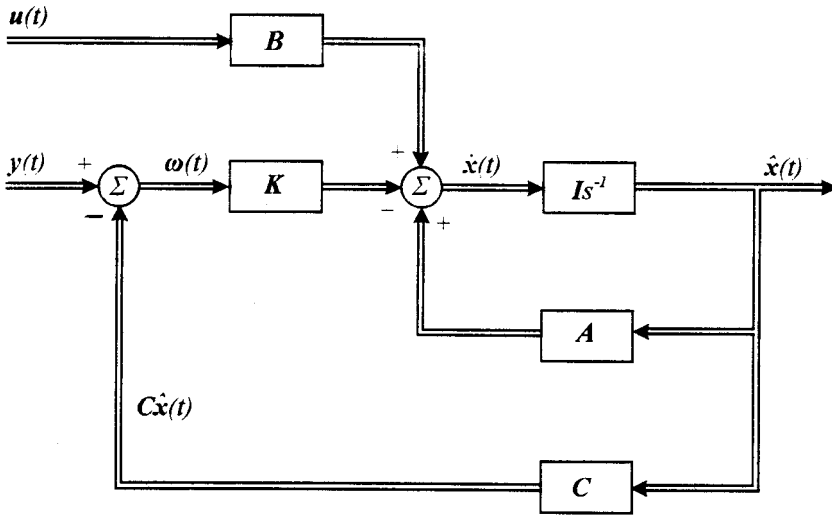 u(t)
B
y(t)
+
Σ
−
ω(t)
K
+
−
Σ
+
ẋ(t)
Is⁻¹
x̂(t)
A
Cx̂(t)
C